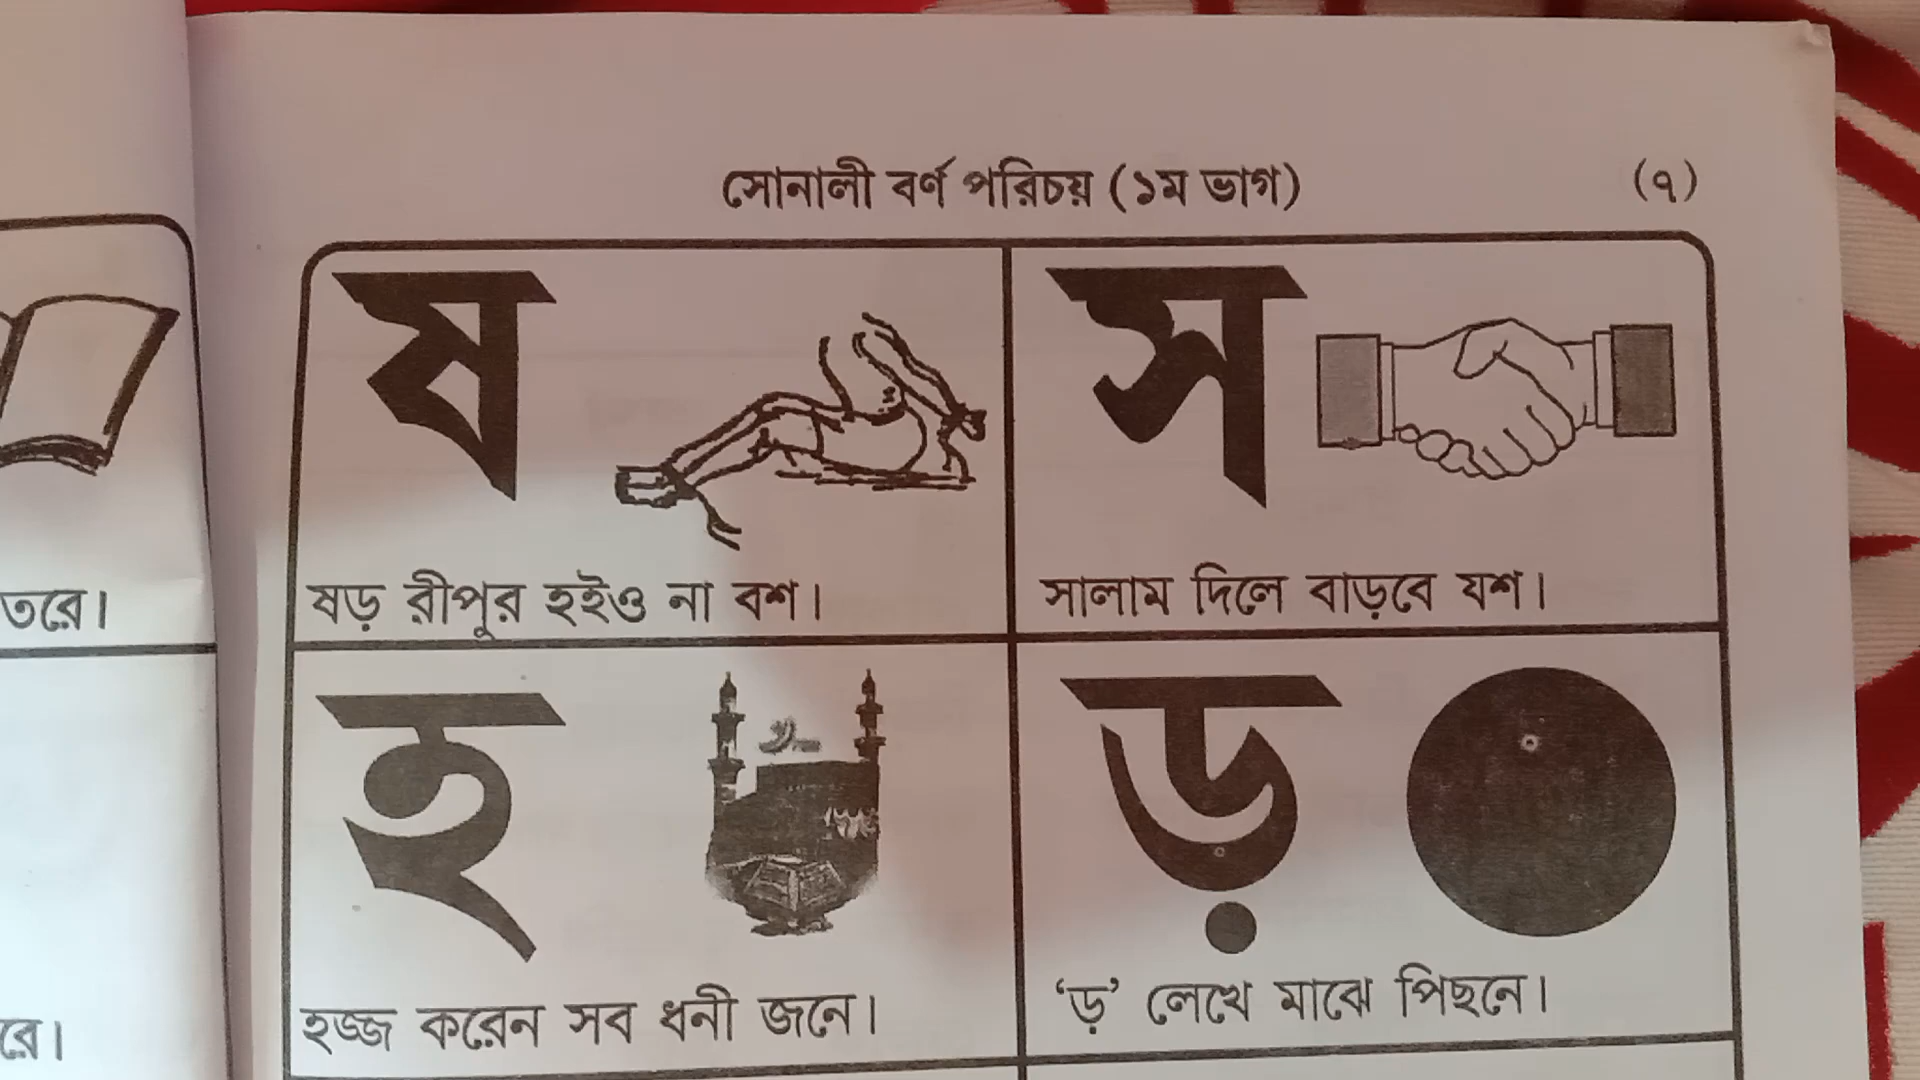 সোনালী বর্ণ পরিচয় (১ম ভাগ) (৭)
ষ
স
ষড় রীপুর হইও না বশ।
সালাম দিলে বাড়বে যশ।
তরে।
হ
ড়
হজ্জ করেন সব ধনী জনে।
‘ড়’ লেখে মাঝে পিছনে।
রে।